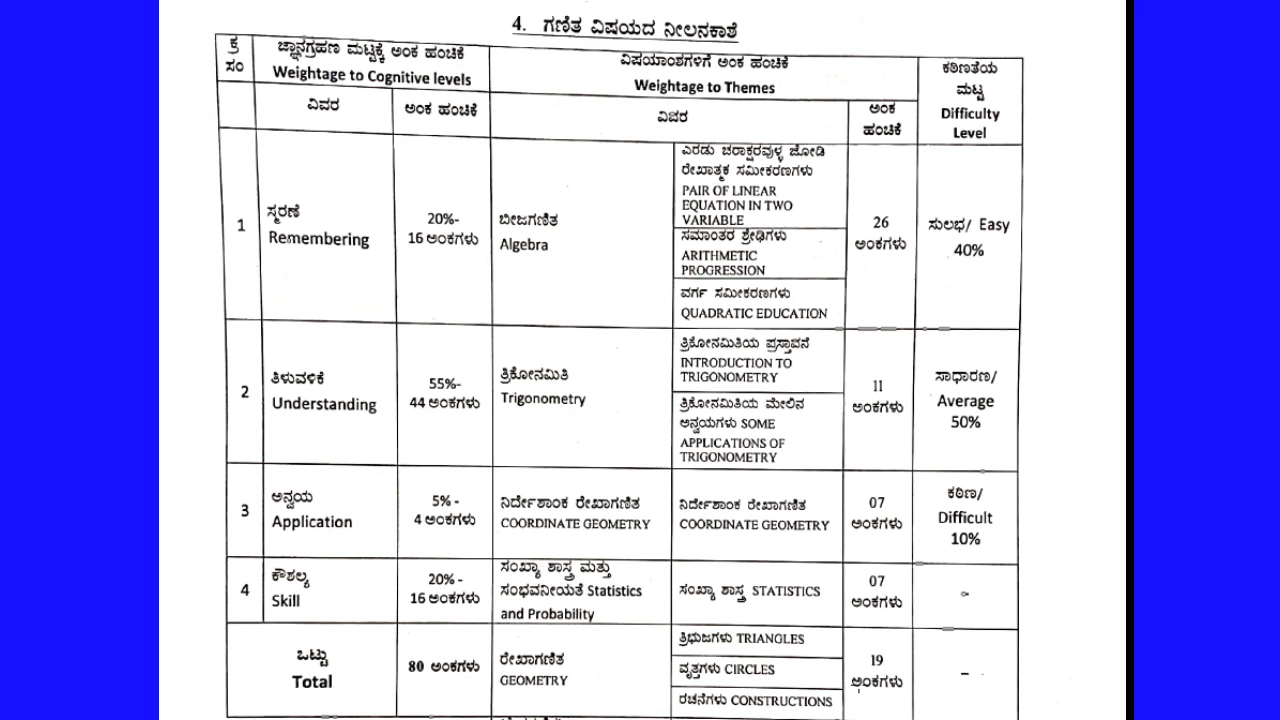 4. ಗಣಿತ ವಿಷಯದ ನೀಲನಕಾಶೆ
ಕ್ರ
ಸಂ
ಜ್ಞಾನಗ್ರಹಣ ಮಟ್ಟಕ್ಕೆ ಅಂಕ ಹಂಚಿಕೆ
Weightage to Cognitive levels
ವಿಷಯಾಂಶಗಳಿಗೆ ಅಂಕ ಹಂಚಿಕೆ
Weightage to Themes
ಕಠಿಣತೆಯ
ಮಟ್ಟ
Difficulty
Level
ವಿವರ
ಅಂಕ ಹಂಚಿಕೆ
ವಿವರ
ಅಂಕ
ಹಂಚಿಕೆ
1
ಸ್ಮರಣೆ
Remembering
20%-
16 ಅಂಕಗಳು
ಬೀಜಗಣಿತ
Algebra
ಎರಡು ಚರಾಕ್ಷರವುಳ್ಳ ಜೋಡಿ
ರೇಖಾತ್ಮಕ ಸಮೀಕರಣಗಳು
PAIR OF LINEAR
EQUATION IN TWO
VARIABLE
ಸಮಾಂತರ ಶ್ರೇಢಿಗಳು
ARITHMETIC
PROGRESSION
ವರ್ಗ ಸಮೀಕರಣಗಳು
QUADRATIC EDUCATION
26
ಅಂಕಗಳು
ಸುಲಭ/ Easy
40%
2
ತಿಳುವಳಿಕೆ
Understanding
55%-
44 ಅಂಕಗಳು
ತ್ರಿಕೋನಮಿತಿ
Trigonometry
ತ್ರಿಕೋನಮಿತಿಯ ಪ್ರಸ್ತಾವನೆ
INTRODUCTION TO
TRIGONOMETRY
ತ್ರಿಕೋನಮಿತಿಯ ಮೇಲಿನ
ಅನ್ವಯಗಳು SOME
APPLICATIONS OF
TRIGONOMETRY
11
ಅಂಕಗಳು
ಸಾಧಾರಣ/
Average
50%
3
ಅನ್ವಯ
Application
5% -
4 ಅಂಕಗಳು
ನಿರ್ದೇಶಾಂಕ ರೇಖಾಗಣಿತ
COORDINATE GEOMETRY
ನಿರ್ದೇಶಾಂಕ ರೇಖಾಗಣಿತ
COORDINATE GEOMETRY
07
ಅಂಕಗಳು
ಕಠಿಣ/
Difficult
10%
4
ಕೌಶಲ್ಯ
Skill
20% -
16 ಅಂಕಗಳು
ಸಂಖ್ಯಾ ಶಾಸ್ತ್ರ ಮತ್ತು
ಸಂಭವನೀಯತೆ Statistics
and Probability
ಸಂಖ್ಯಾ ಶಾಸ್ತ್ರ STATISTICS
07
ಅಂಕಗಳು
-
ಒಟ್ಟು
Total
80 ಅಂಕಗಳು
ರೇಖಾಗಣಿತ
GEOMETRY
ತ್ರಿಭುಜಗಳು TRIANGLES
ವೃತ್ತಗಳು CIRCLES
ರಚನೆಗಳು CONSTRUCTIONS
19
ಅಂಕಗಳು
-